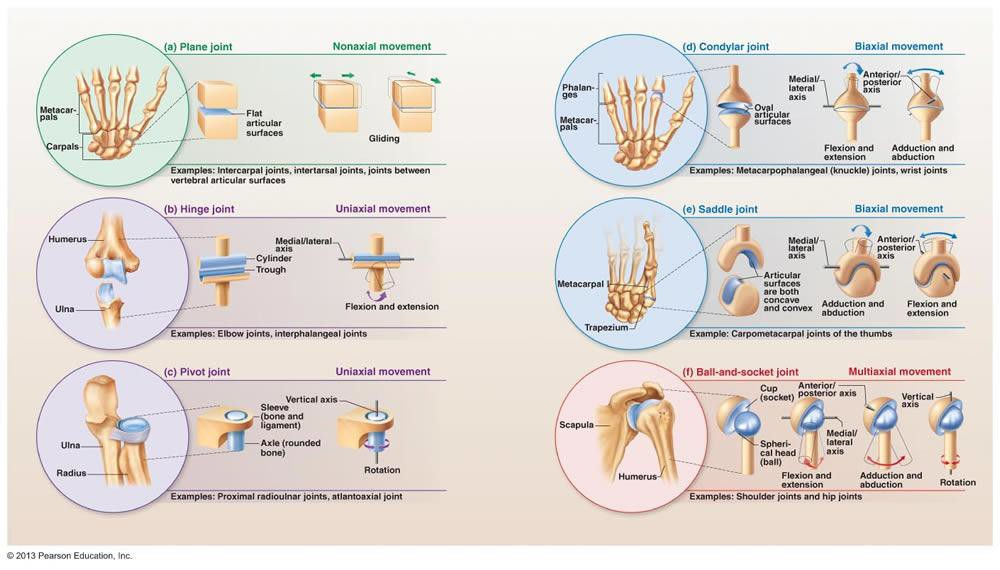 (a) Plane joint
Nonaxial movement
Metacar-
pals
Carpals
Flat
articular
surfaces
Gliding
Examples: Intercarpal joints, intertarsal joints, joints between
vertebral articular surfaces
(b) Hinge joint
Uniaxial movement
Humerus
Ulna
Medial/lateral
axis
Cylinder
Trough
Flexion and extension
Examples: Elbow joints, interphalangeal joints
(c) Pivot joint
Uniaxial movement
Ulna
Radius
Vertical axis
Sleeve
(bone and
ligament)
Axle (rounded
bone)
Rotation
Examples: Proximal radioulnar joints, atlantoaxial joint
(d) Condylar joint
Biaxial movement
Phalan-
ges
Metacar-
pals
Oval
articular
surfaces
Medial/
lateral
axis
Anterior/
posterior
axis
Flexion and
extension
Adduction and
abduction
Examples: Metacarpophalangeal (knuckle) joints, wrist joints
(e) Saddle joint
Biaxial movement
Metacarpal
Trapezium
Articular
surfaces
are both
concave
and convex
Medial/
lateral
axis
Anterior/
posterior
axis
Adduction and
abduction
Flexion and
extension
Example: Carpometacarpal joints of the thumbs
(f) Ball-and-socket joint
Multiaxial movement
Scapula
Humerus
Cup
(socket)
Spheri-
cal head
(ball)
Anterior/
posterior axis
Medial/
lateral
axis
Vertical
axis
Flexion and
extension
Adduction and
abduction
Rotation
Examples: Shoulder joints and hip joints
© 2013 Pearson Education, Inc.